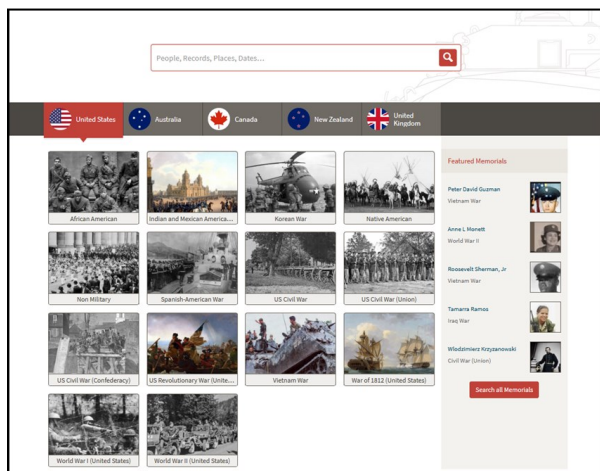 People, Records, Places, Dates...
United States
Australia
Canada
New Zealand
United
Kingdom
African American
Indian and Mexican America...
Korean War
Native American
Non Military
Spanish-American War
US Civil War
US Civil War (Union)
US Civil War (Confederacy)
US Revolutionary War (Unite...
Vietnam War
War of 1812 (United States)
World War I (United States)
World War II (United States)
Featured Memorials
Peter David Guzman
Vietnam War
Anne L Monett
World War II
Roosevelt Sherman, Jr
Vietnam War
Tamarra Ramos
Iraq War
Wlodzimierz Krzyzanowski
Civil War (Union)
Search all Memorials